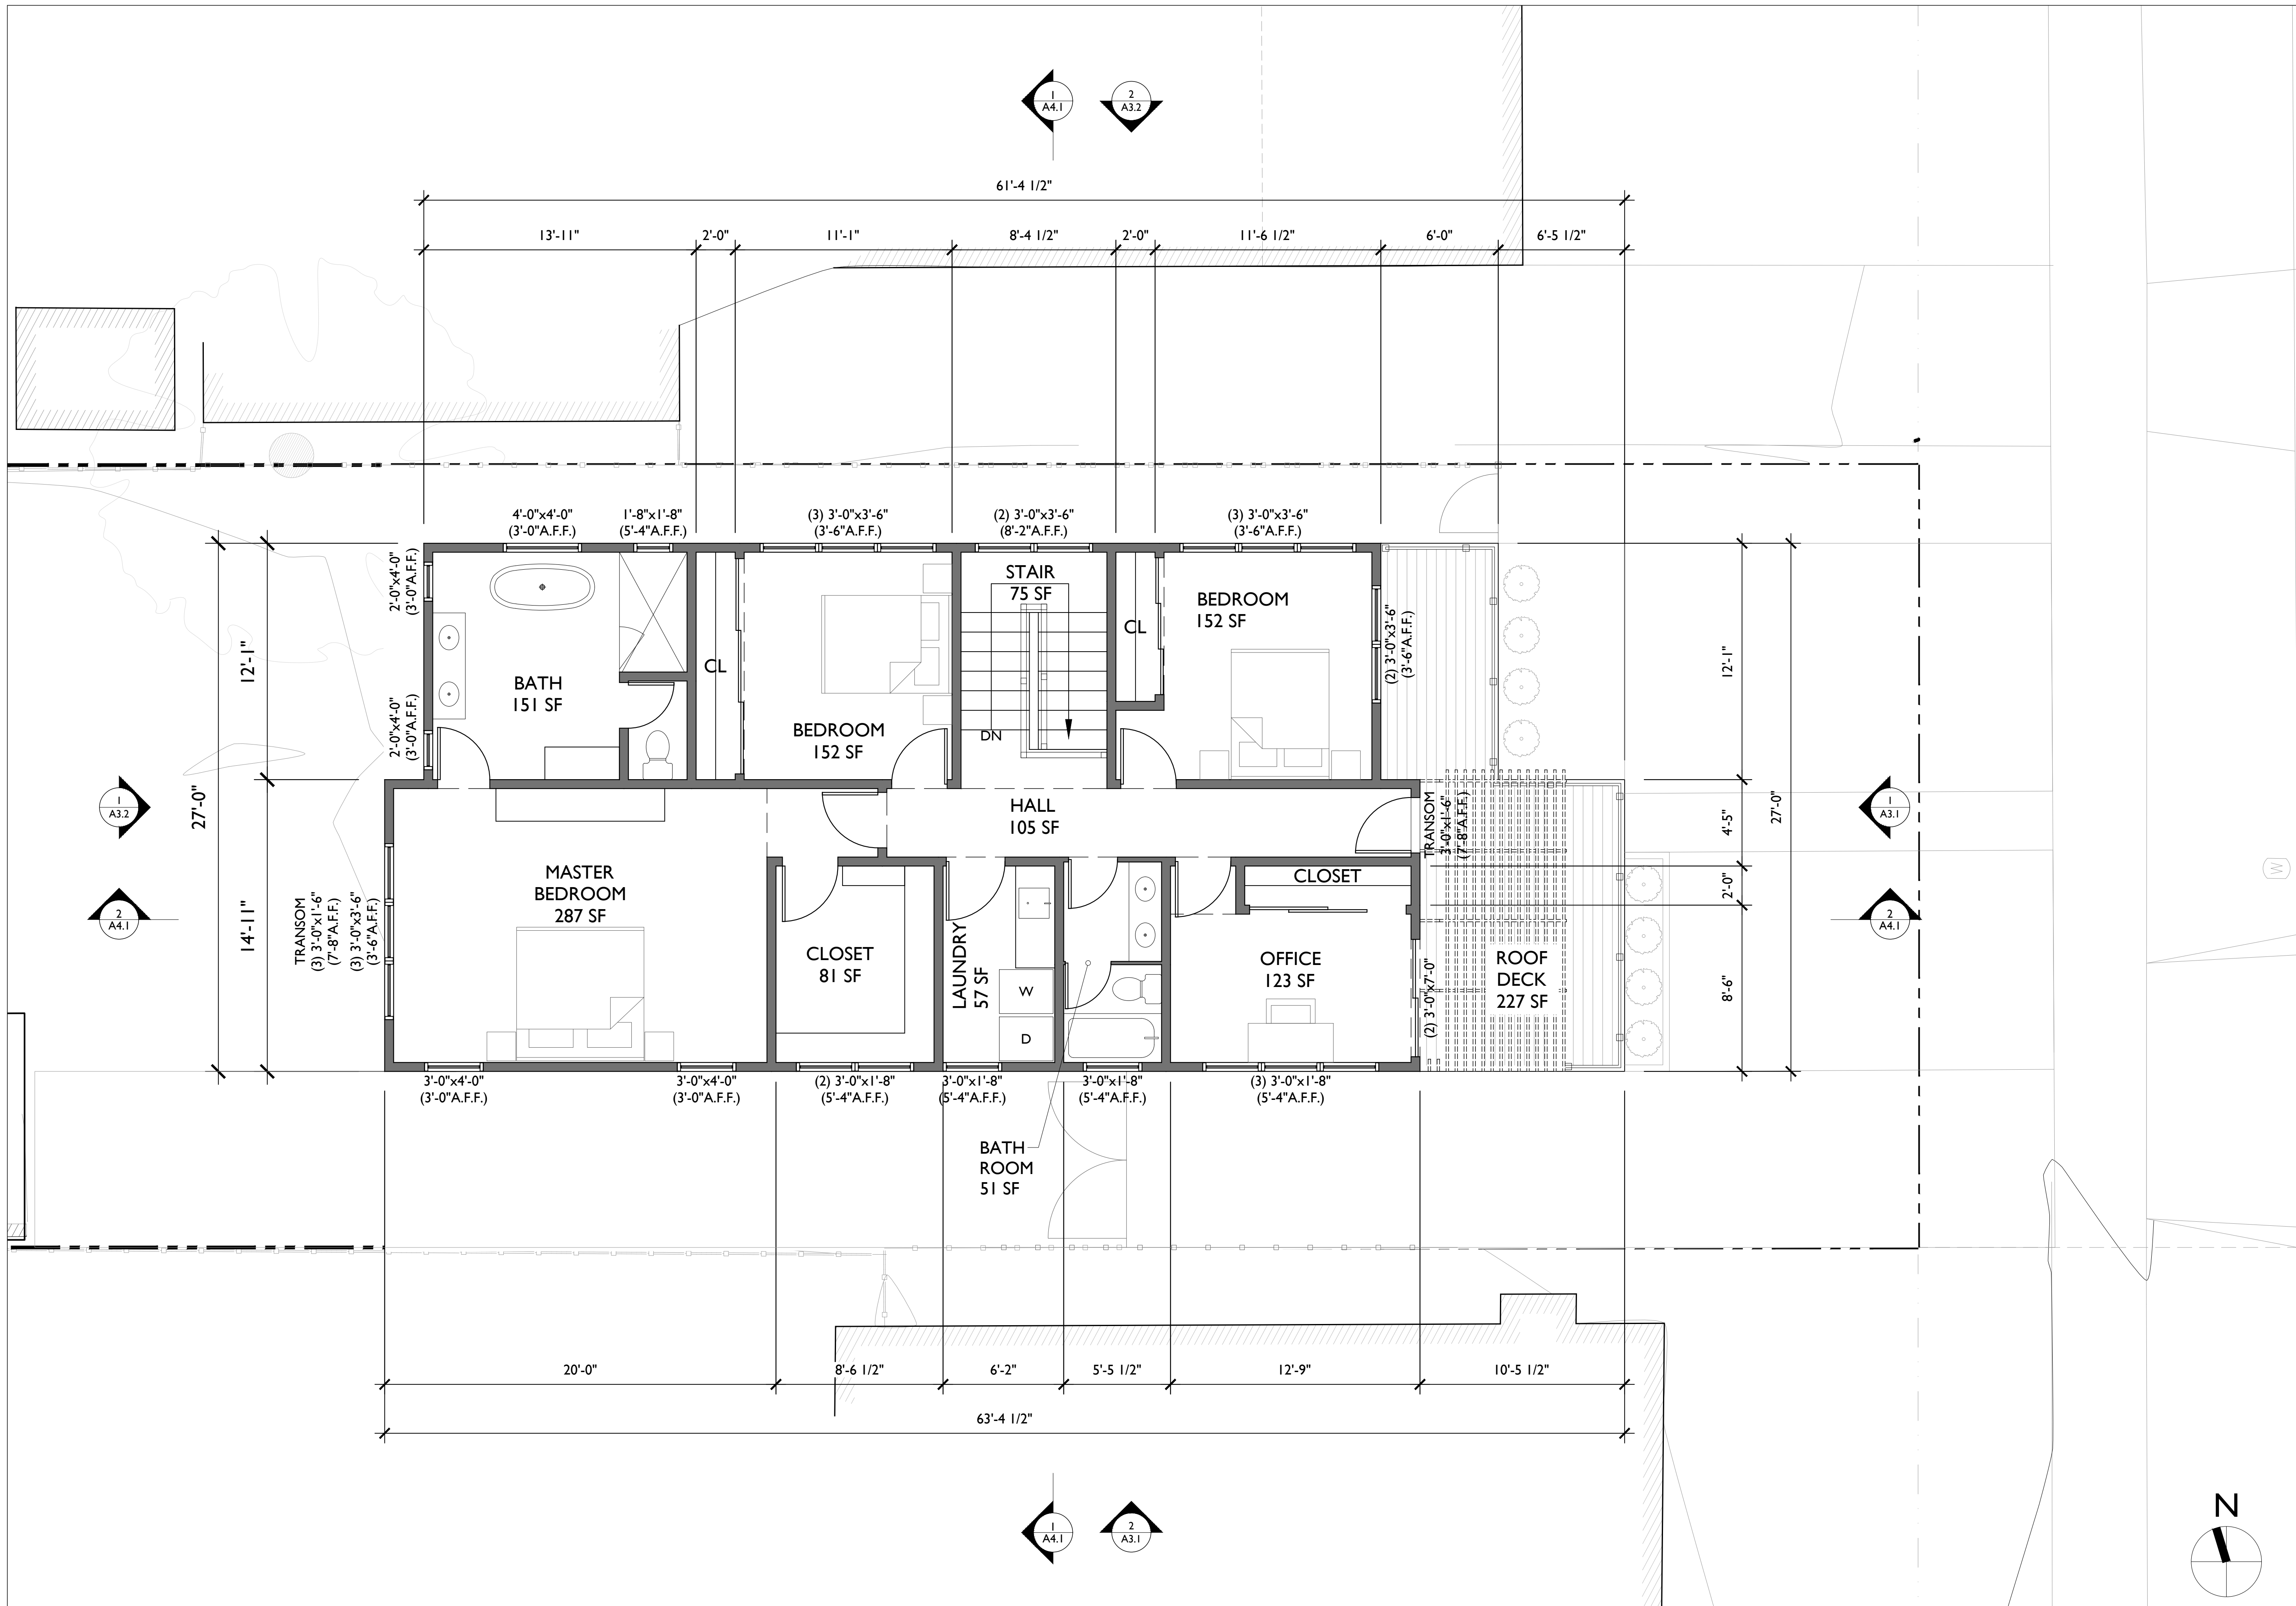 1
A4.1
2
A3.2
61'-4 1/2"
13'-11"
2'-0"
11'-1"
8'-4 1/2"
2'-0"
11'-6 1/2"
6'-0"
6'-5 1/2"
4'-0"x4'-0"
(3'-0"A.F.F.)
1'-8"x1'-8"
(5'-4"A.F.F.)
(3) 3'-0"x3'-6"
(3'-6"A.F.F.)
(2) 3'-0"x3'-6"
(8'-2"A.F.F.)
(3) 3'-0"x3'-6"
(3'-6"A.F.F.)
2'-0"x4'-0"
(3'-0"A.F.F.)
2'-0"x4'-0"
(3'-0"A.F.F.)
12'-1"
27'-0"
14'-11"
BATH
151 SF
CL
BEDROOM
152 SF
STAIR
75 SF
DN
CL
BEDROOM
152 SF
(2) 3'-0"x3'-6"
(3'-6"A.F.F.)
12'-1"
27'-0"
4'-5"
2'-0"
8'-6"
1
A3.2
2
A4.1
1
A3.1
2
A4.1
HALL
105 SF
TRANSOM
3'-0"x1'-6"
(7'-8"A.F.F.)
TRANSOM
(3) 3'-0"x1'-6"
(7'-8"A.F.F.)
(3) 3'-0"x3'-6"
(3'-6"A.F.F.)
MASTER
BEDROOM
287 SF
CLOSET
81 SF
LAUNDRY
57 SF
W
D
CLOSET
OFFICE
123 SF
(2) 3'-0"x7'-0"
ROOF
DECK
227 SF
W
3'-0"x4'-0"
(3'-0"A.F.F.)
3'-0"x4'-0"
(3'-0"A.F.F.)
(2) 3'-0"x1'-8"
(5'-4"A.F.F.)
3'-0"x1'-8"
(5'-4"A.F.F.)
3'-0"x1'-8"
(5'-4"A.F.F.)
(3) 3'-0"x1'-8"
(5'-4"A.F.F.)
BATH
ROOM
51 SF
20'-0"
8'-6 1/2"
6'-2"
5'-5 1/2"
12'-9"
10'-5 1/2"
63'-4 1/2"
1
A4.1
2
A3.1
N